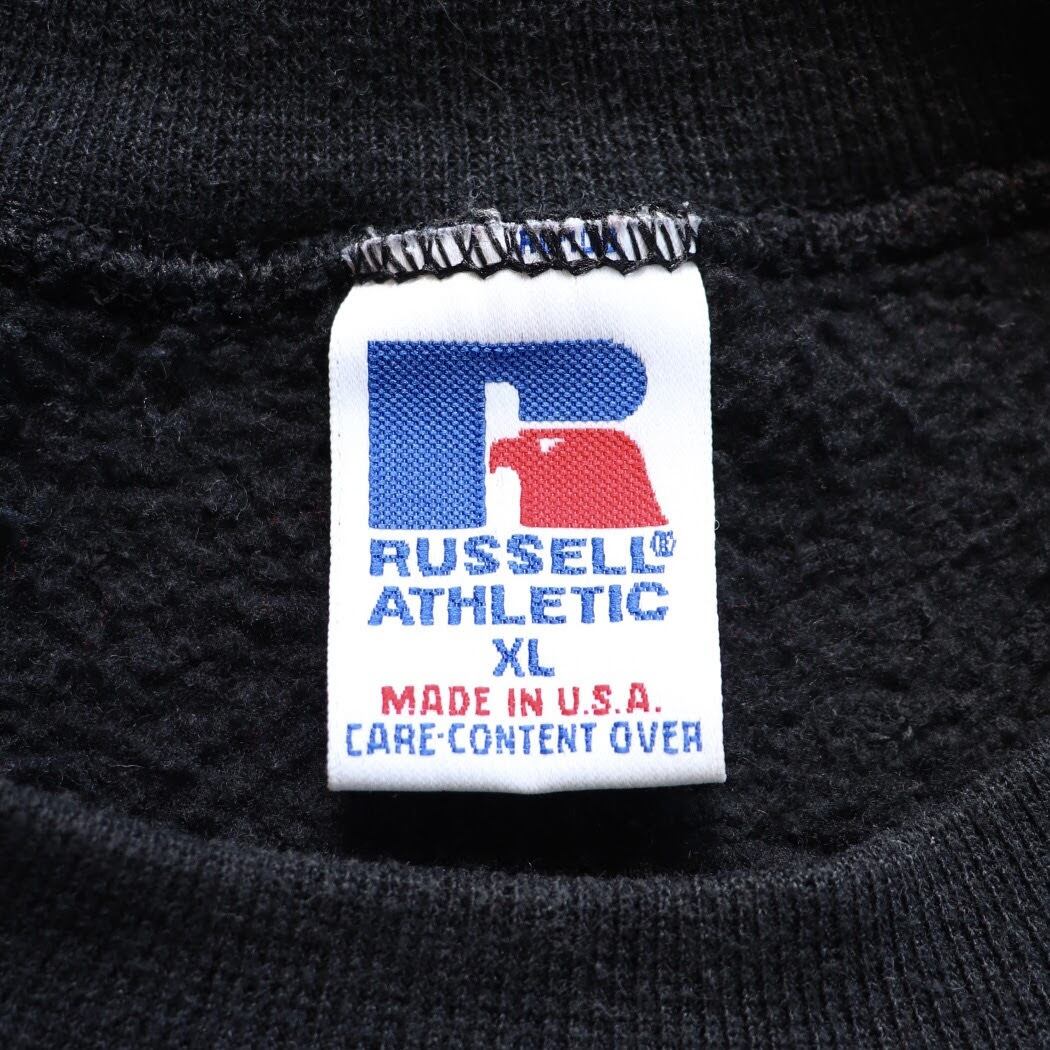 RUSSELL®
ATHLETIC
XL
MADE IN U.S.A.
CARE-CONTENT OVER